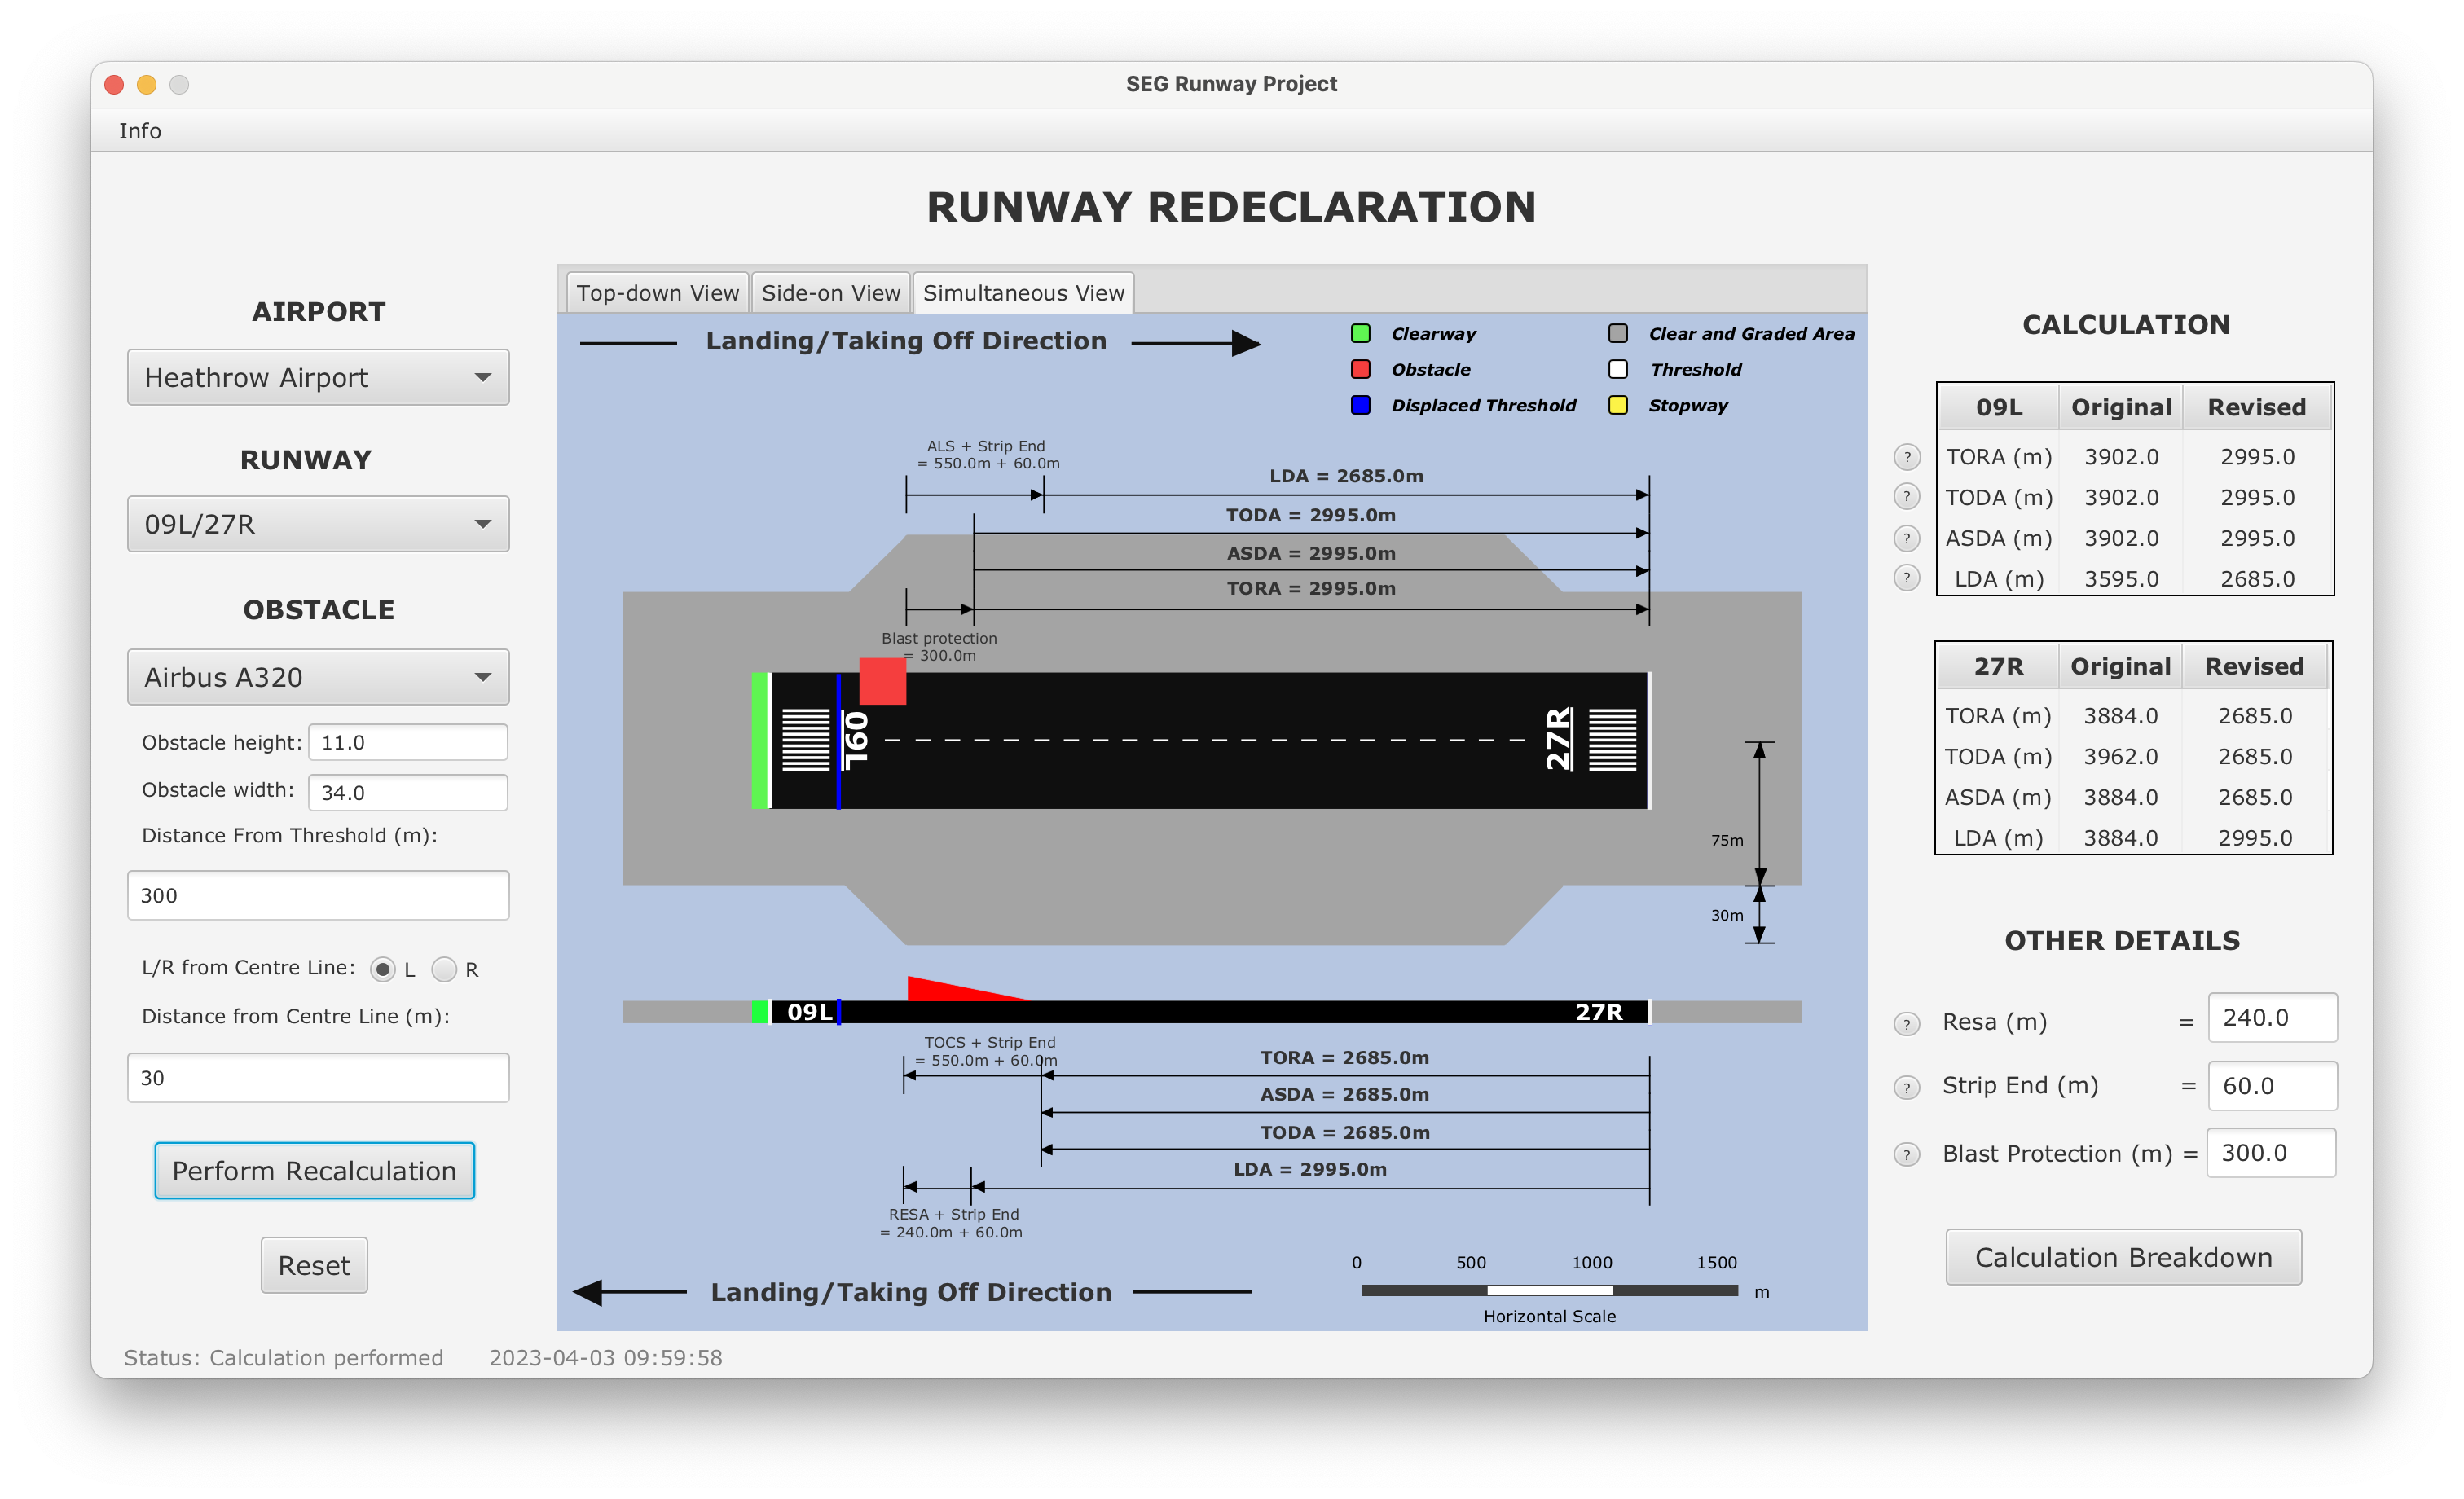 SEG Runway Project
Info
RUNWAY REDECLARATION
AIRPORT
Heathrow Airport
RUNWAY
09L/27R
OBSTACLE
Airbus A320
Obstacle height: 11.0
Obstacle width: 34.0
Distance From Threshold (m):
300
L/R from Centre Line: L R
Distance from Centre Line (m):
30
Perform Recalculation
Reset
Status: Calculation performed 2023-04-03 09:59:58
Top-down View Side-on View Simultaneous View
Landing/Taking Off Direction
Clearway Clear and Graded Area
Obstacle Threshold
Displaced Threshold Stopway
ALS + Strip End
= 550.0m + 60.0m
LDA = 2685.0m
TODA = 2995.0m
ASDA = 2995.0m
TORA = 2995.0m
Blast protection
= 300.0m
09L 27R
75m
30m
09L 27R
TOCS + Strip End
= 550.0m + 60.0m
TORA = 2685.0m
ASDA = 2685.0m
TODA = 2685.0m
LDA = 2995.0m
RESA + Strip End
= 240.0m + 60.0m
Landing/Taking Off Direction
0 500 1000 1500
m
Horizontal Scale
CALCULATION
09L Original Revised
? TORA (m) 3902.0 2995.0
? TODA (m) 3902.0 2995.0
? ASDA (m) 3902.0 2995.0
? LDA (m) 3595.0 2685.0
27R Original Revised
TORA (m) 3884.0 2685.0
TODA (m) 3962.0 2685.0
ASDA (m) 3884.0 2685.0
LDA (m) 3884.0 2995.0
OTHER DETAILS
? Resa (m) = 240.0
? Strip End (m) = 60.0
? Blast Protection (m) = 300.0
Calculation Breakdown